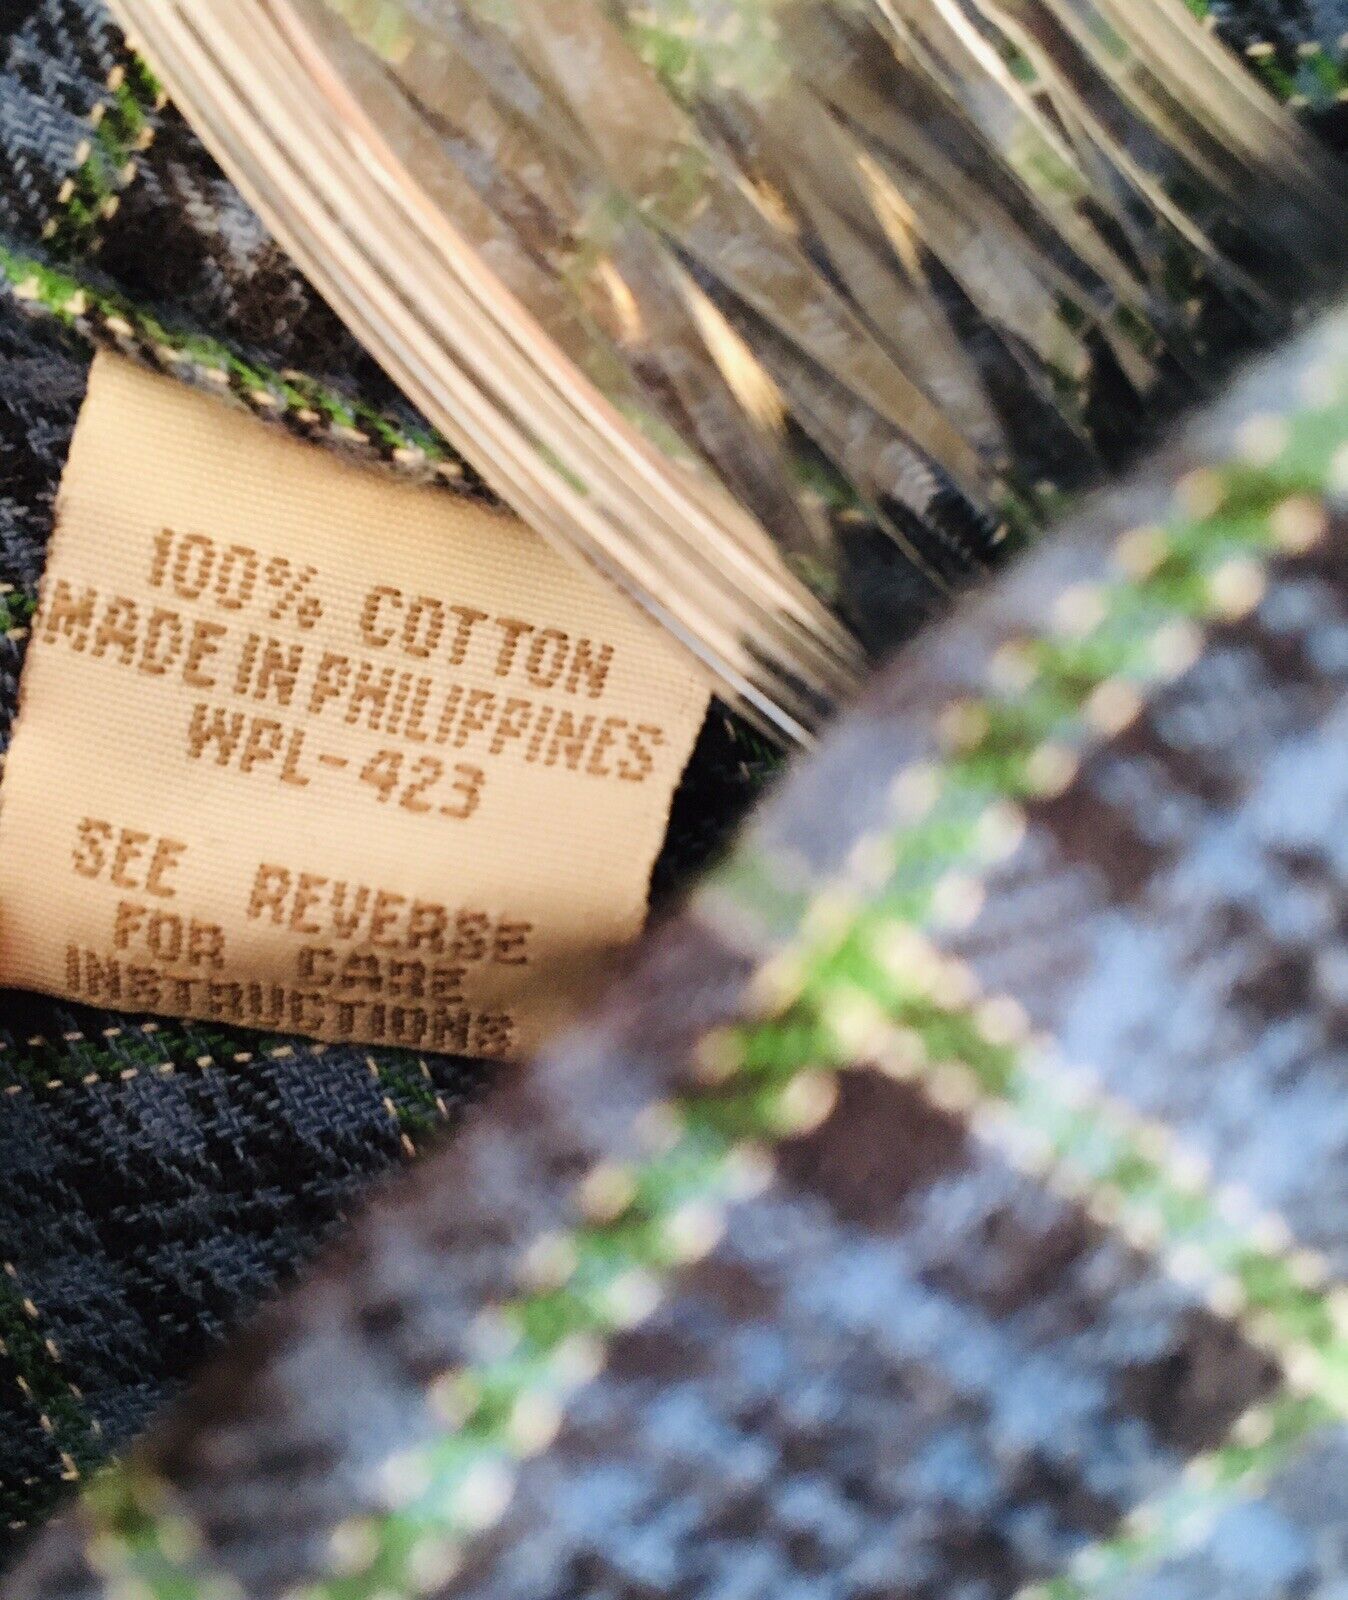 100% COTTON
MADE IN PHILIPPINES
WPL-423
SEE REVERSE
FOR CARE
INSTRUCTIONS